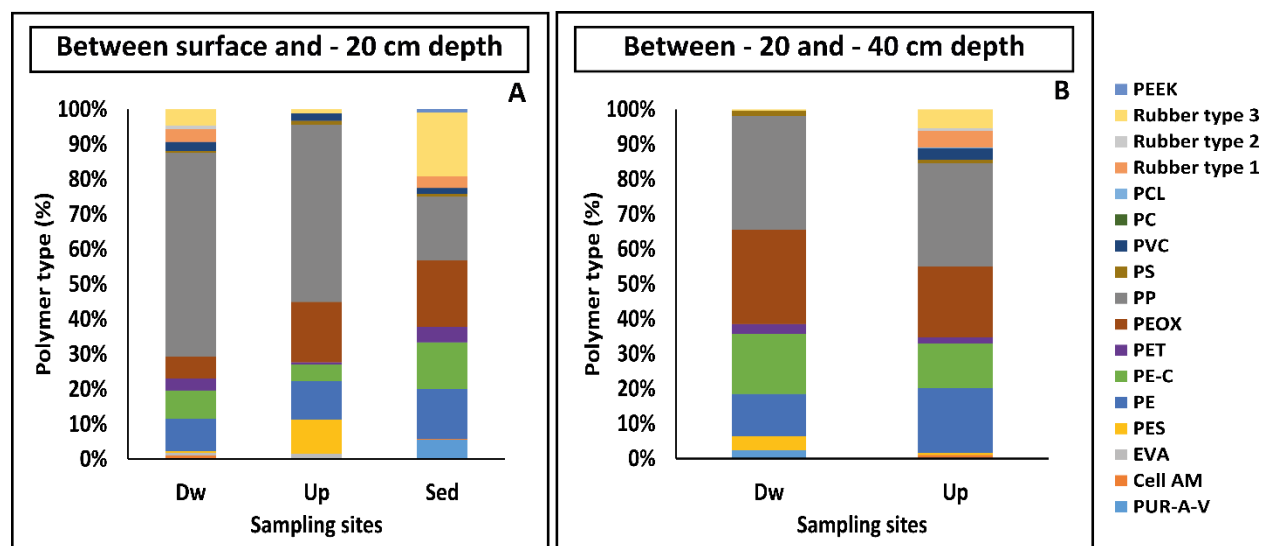 Between surface and - 20 cm depth
A
Polymer type (%)
100%
90%
80%
70%
60%
50%
40%
30%
20%
10%
0%
Dw Up Sed
Sampling sites
Between - 20 and - 40 cm depth
B
Polymer type (%)
100%
90%
80%
70%
60%
50%
40%
30%
20%
10%
0%
Dw Up
Sampling sites
PEEK
Rubber type 3
Rubber type 2
Rubber type 1
PCL
PC
PVC
PS
PP
PEOX
PET
PE-C
PE
PES
EVA
Cell AM
PUR-A-V